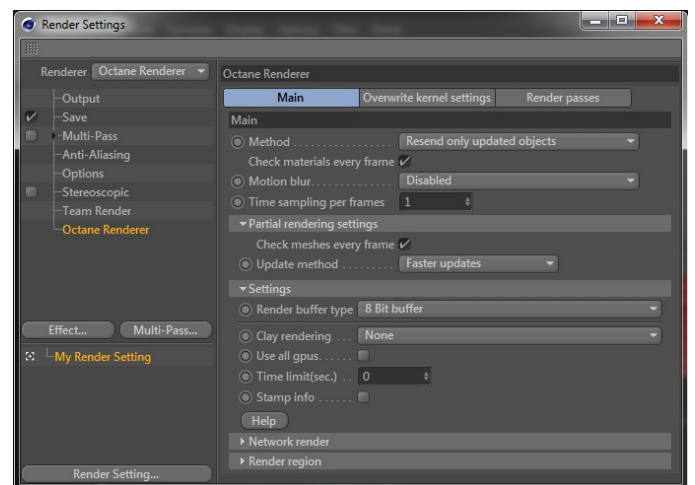 Render Settings
Renderer Octane Renderer
Output
Save
Multi-Pass
Anti-Aliasing
Options
Stereoscopic
Team Render
Octane Renderer
Effect... Multi-Pass...
My Render Setting
Render Setting...
Octane Renderer
Main Overwrite kernel settings Render passes
Main
Method . . . . . . . . . . . . . . . . . Resend only updated objects
Check materials every frame
Motion blur. . . . . . . . . . . . . Disabled
Time sampling per frames 1
Partial rendering settings
Check meshes every frame
Update method . . . . . . . . . Faster updates
Settings
Render buffer type 8 Bit buffer
Clay rendering . . . None
Use all gpus. . . . . .
Time limit(sec.) . . 0
Stamp info . . . . . .
Help
Network render
Render region